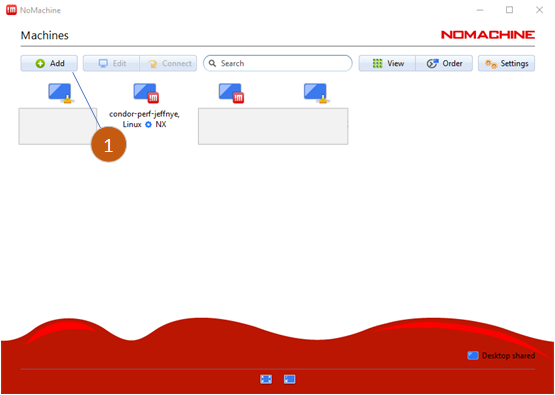 NoMachine
Machines
NOMACHINE
Add
Edit
Connect
Search
View
Order
Settings
condor-perf-jeffnye,
Linux NX
1
Desktop shared